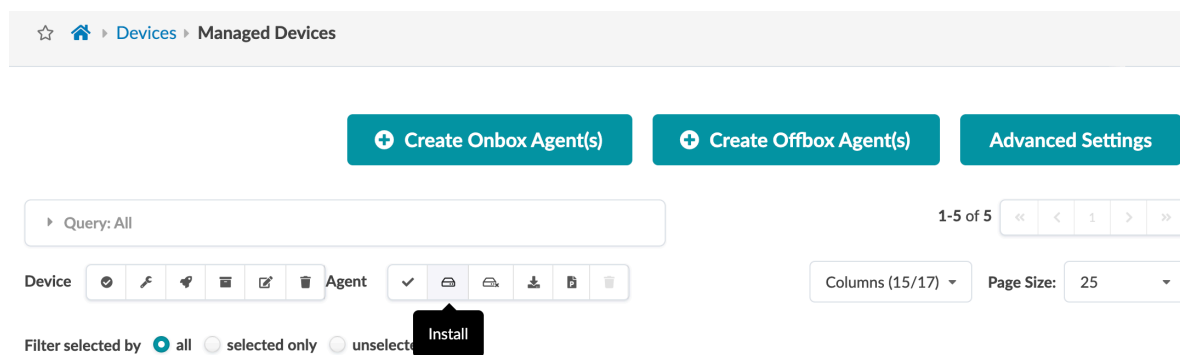 Devices Managed Devices
Create Onbox Agent(s) Create Offbox Agent(s) Advanced Settings
Query: All
1-5 of 5 « < 1 > »
Device Agent Columns (15/17) Page Size: 25
Install
Filter selected by all selected only unselecte